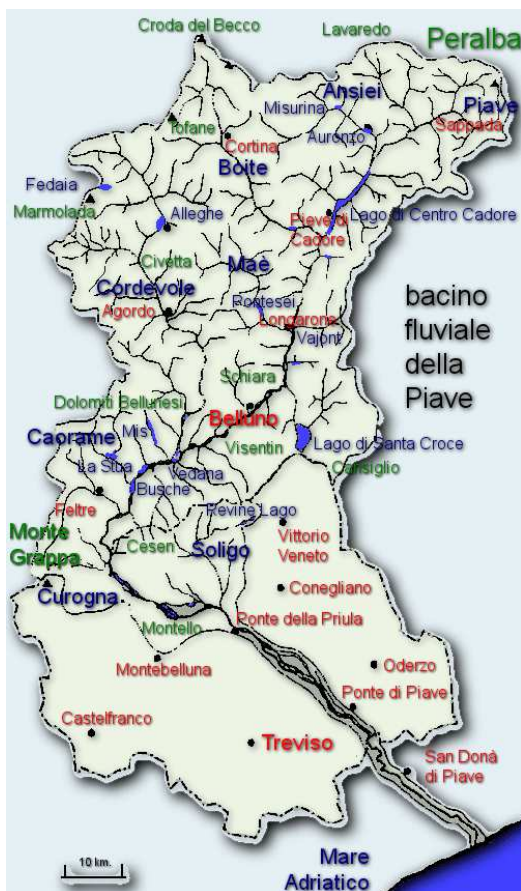 Croda del Becco
Lavaredo
Peralba
Ansiei
Misurina
Piave
Tofane
Auronzo
Sappada
Cortina
Boite
Fedaia
Marmolada
Alleghe
Pieve di
Cadore
Lago di Centro Cadore
Civetta
Maè
Cordevole
Agordo
Pontesei
Longarone
Vajont
bacino
fluviale
della
Piave
Schiara
Dolomiti Bellunesi
Belluno
Caorame
Mis
Visentin
Lago di Santa Croce
La Stua
Vedana
Cansiglio
Busche
Feltre
Revine Lago
Vittorio
Veneto
Monte
Grappa
Cesen
Soligo
Curogna
Conegliano
Montello
Ponte della Priula
Montebelluna
Oderzo
Ponte di Piave
Castelfranco
Treviso
San Donà
di Piave
10 km.
Mare
Adriatico